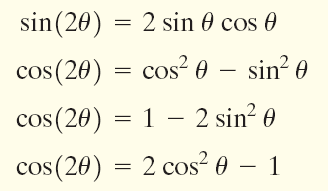 sin(2θ) = 2 sin θ cos θ
cos(2θ) = cos² θ − sin² θ
cos(2θ) = 1 − 2 sin² θ
cos(2θ) = 2 cos² θ − 1